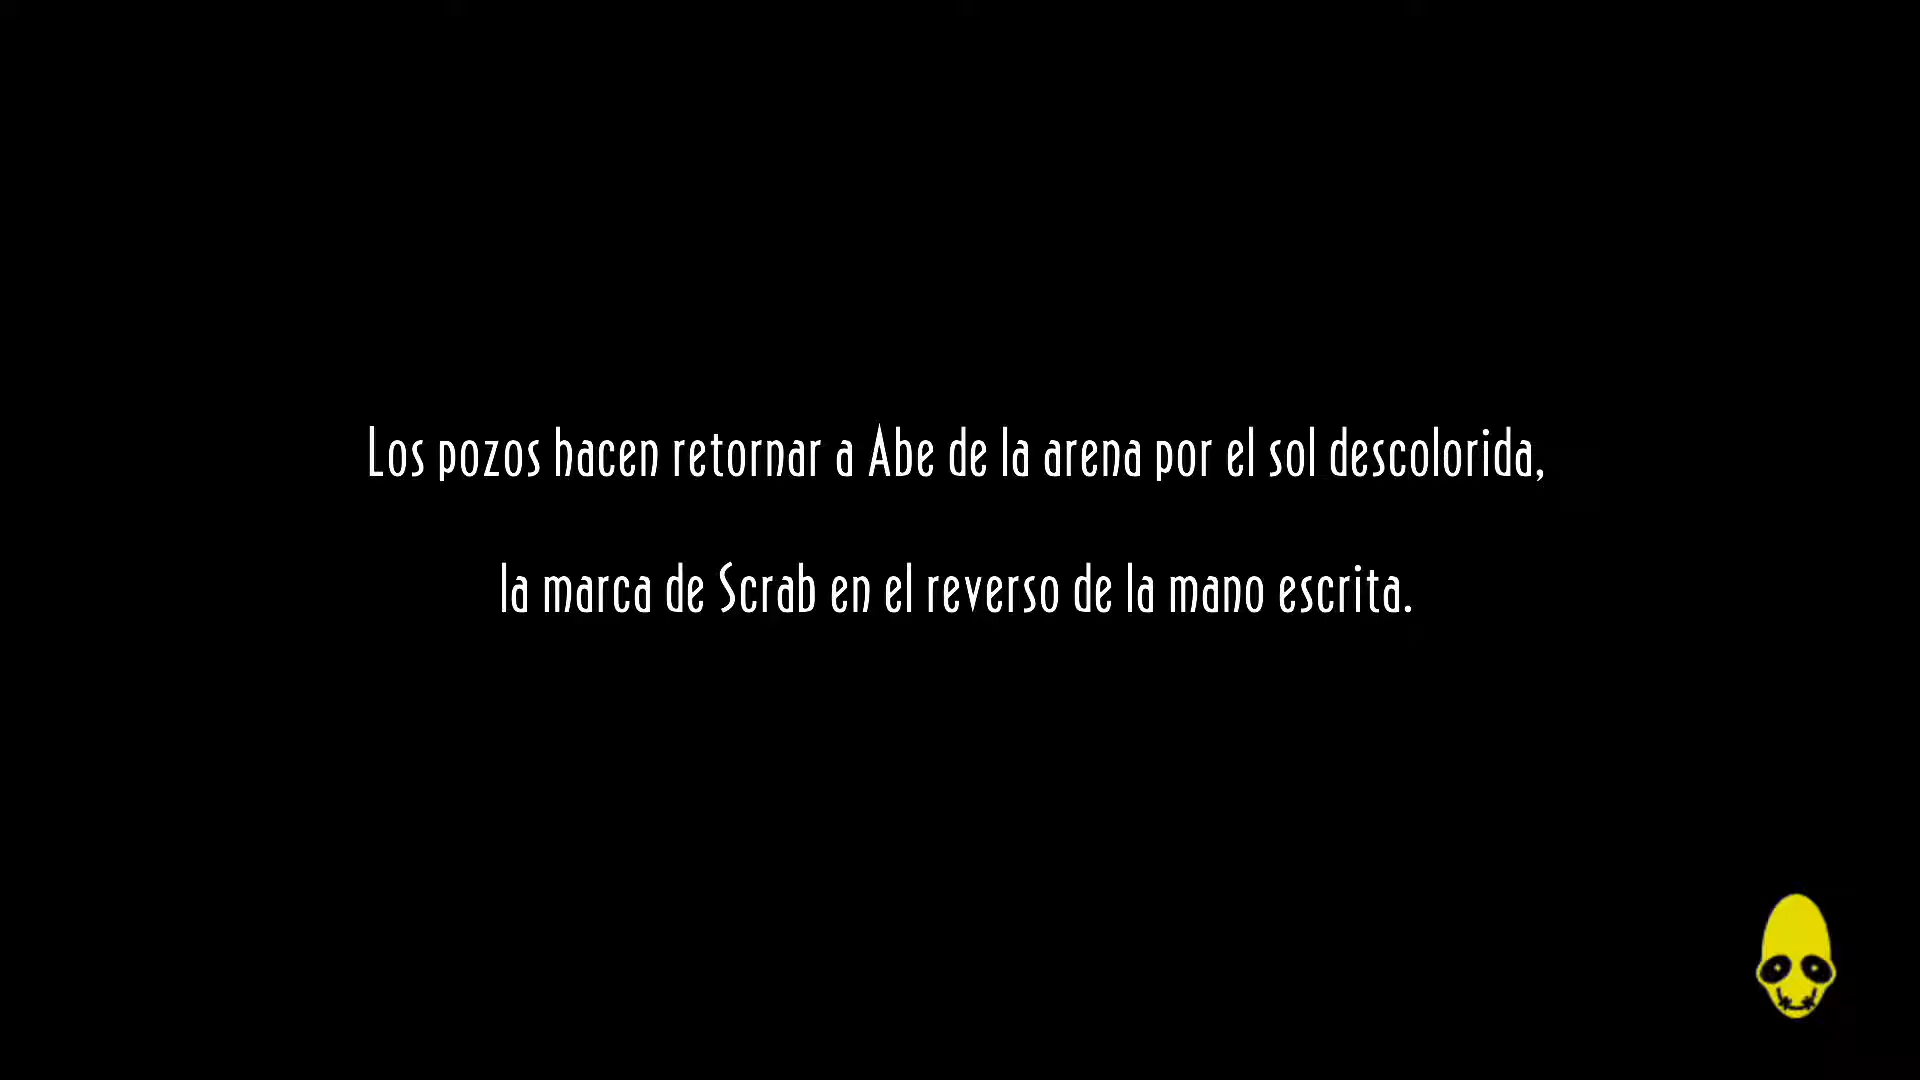 Los pozos hacen retornar a Abe de la arena por el sol descolorida,
la marca de Scrab en el reverso de la mano escrita.